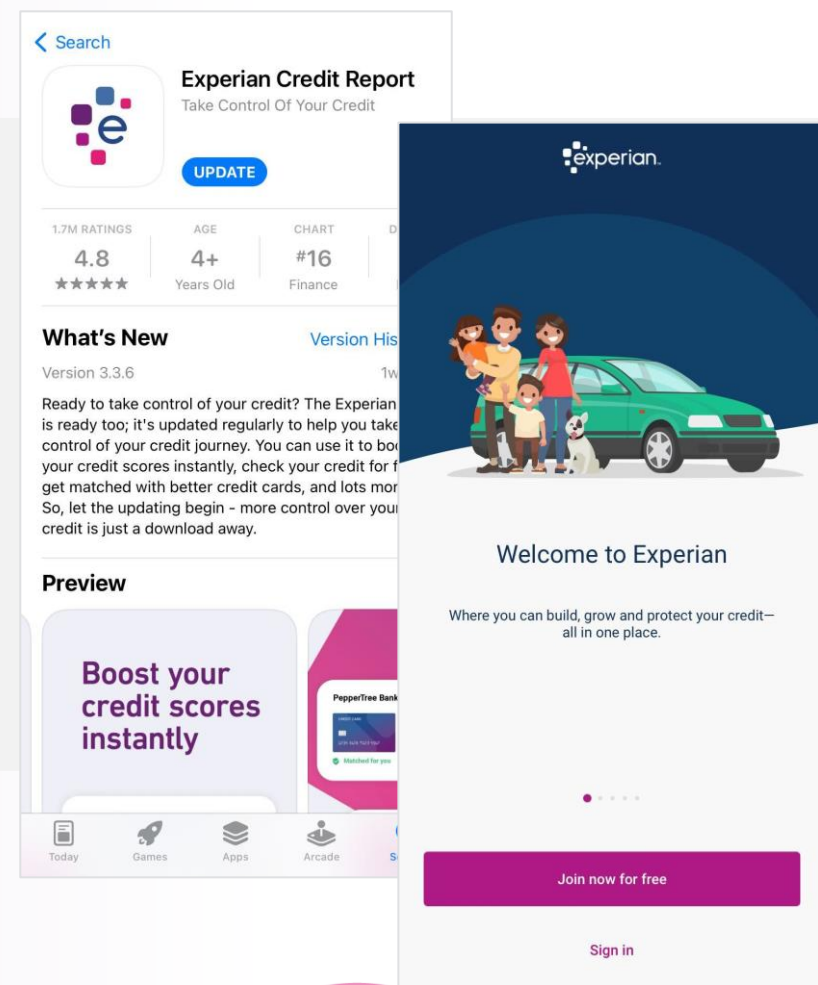 Search
Experian Credit Report
Take Control Of Your Credit
UPDATE
1.7M RATINGS
4.8
AGE
4+
Years Old
CHART
#16
Finance
What's New
Version His
Version 3.3.6
1w
Ready to take control of your credit? The Experian
is ready too; it's updated regularly to help you take
control of your credit journey. You can use it to boo
your credit scores instantly, check your credit for f
get matched with better credit cards, and lots mor
So, let the updating begin - more control over your
credit is just a download away.
Preview
Boost your
credit scores
instantly
PepperTree Bank
Matched for you
Today
Games
Apps
Arcade
experian.
Welcome to Experian
Where you can build, grow and protect your credit—
all in one place.
Join now for free
Sign in